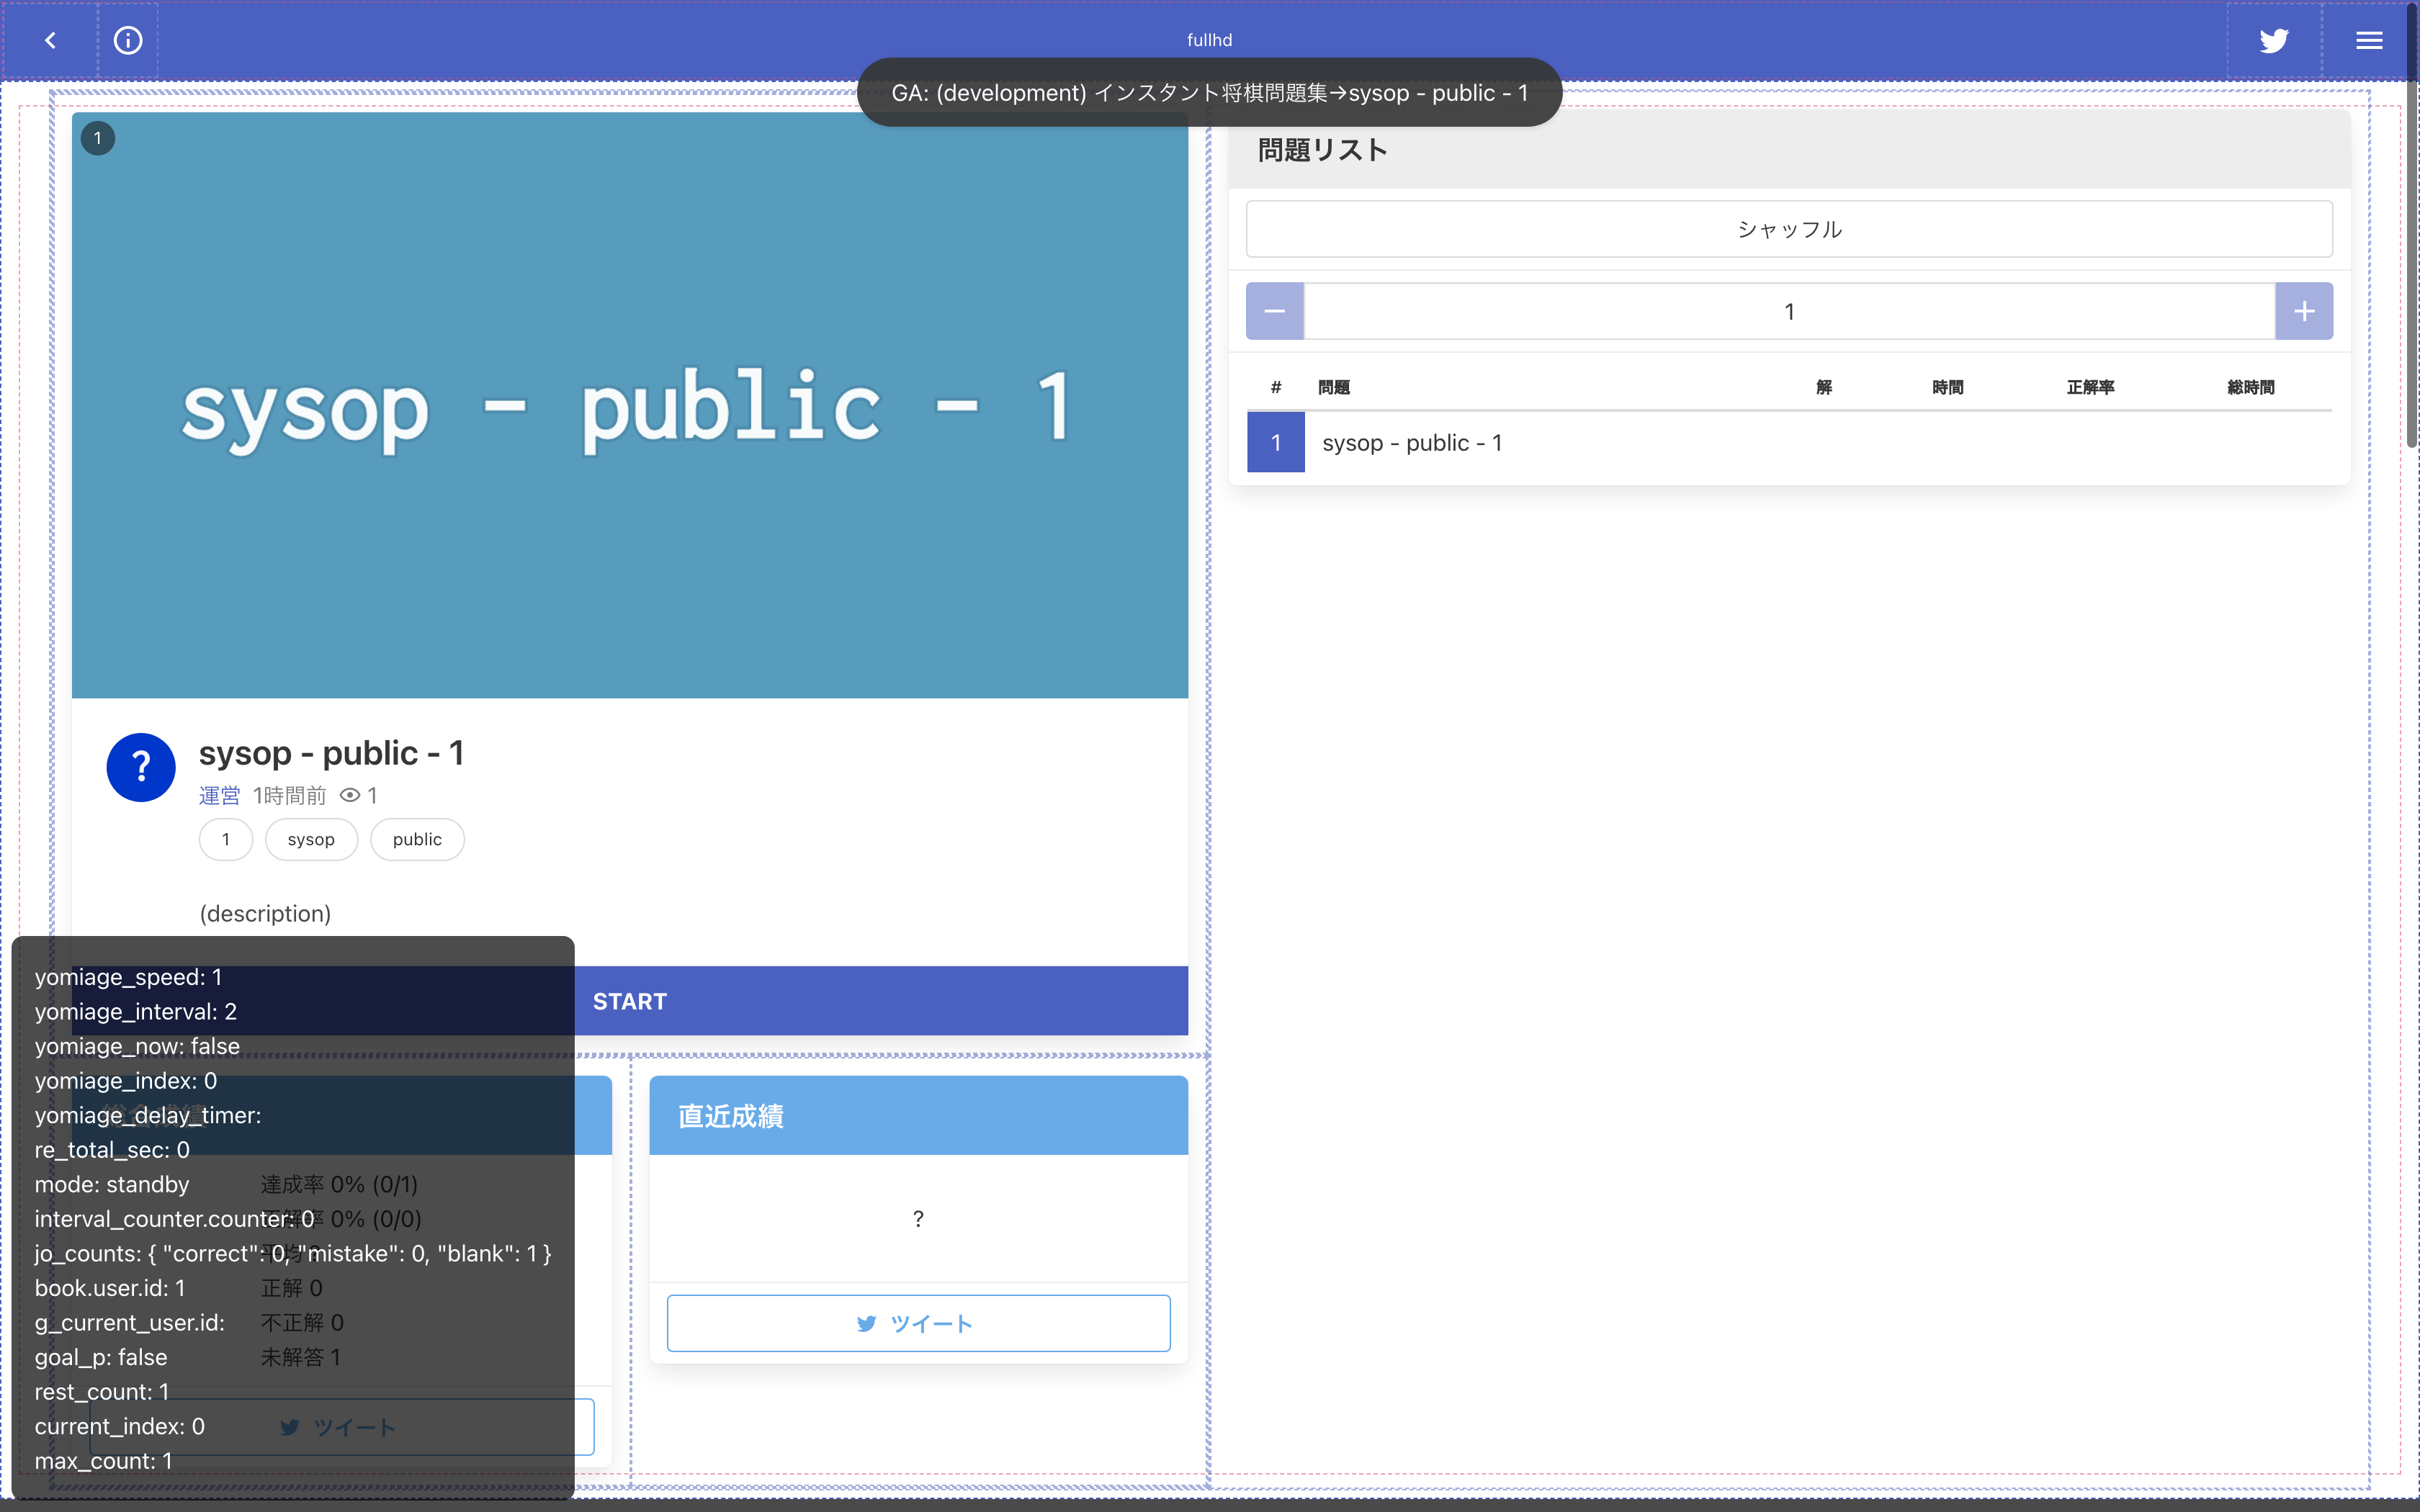 fullhd
GA: (development) インスタント将棋問題集→sysop - public - 1
1
sysop - public - 1
?
sysop - public - 1
運営 1時間前 1
1 sysop public
(description)
START
問題リスト
シャッフル
1
# 問題 解 時間 正解率 総時間
1 sysop - public - 1
yomiage_speed: 1
yomiage_interval: 2
yomiage_now: false
yomiage_index: 0
yomiage_delay_timer:
re_total_sec: 0
mode: standby
interval_counter.counter: 0
jo_counts: { "correct": 0, "mistake": 0, "blank": 1 }
book.user.id: 1
g_current_user.id:
goal_p: false
rest_count: 1
current_index: 0
max_count: 1
達成率 0% (0/1)
0% (0/0)
正解 0
不正解 0
未解答 1
ツイート
直近成績
?
ツイート